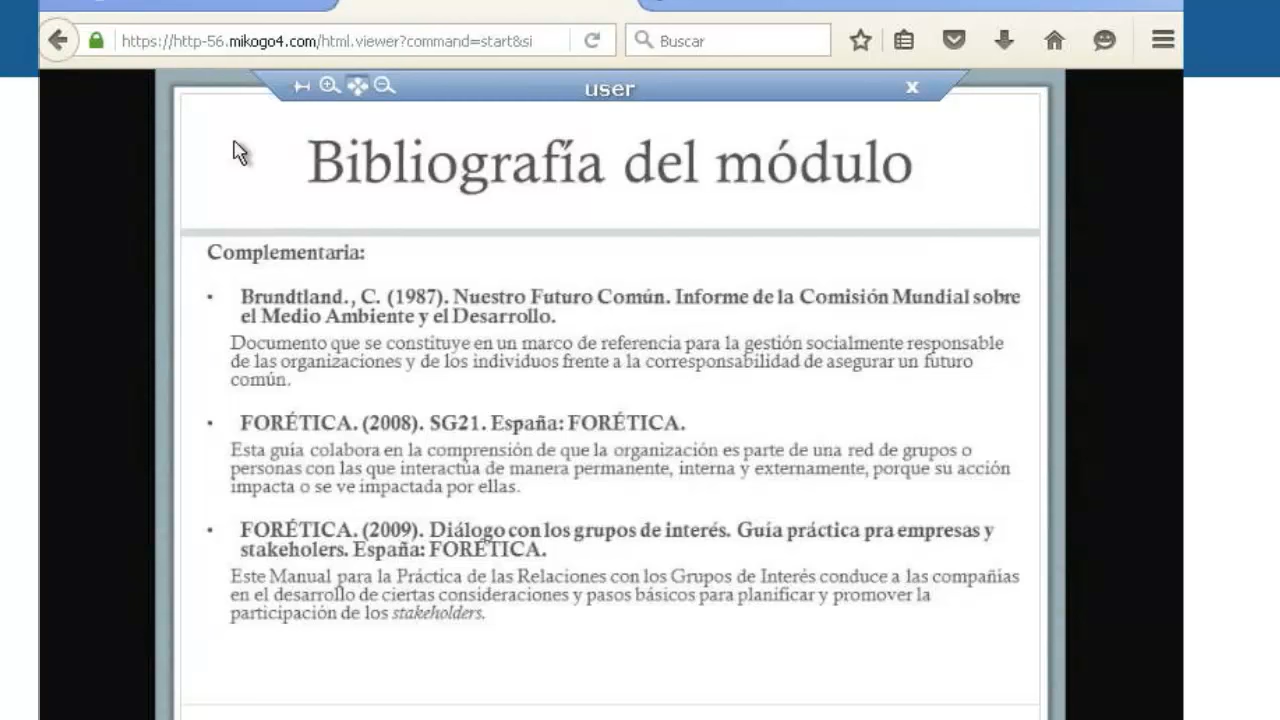 https://http-56.mikogo4.com/html.viewer?command=start&si
Buscar
user
x
Bibliografía del módulo
Complementaria:
• Brundtland., C. (1987). Nuestro Futuro Común. Informe de la Comisión Mundial sobre
el Medio Ambiente y el Desarrollo.
Documento que se constituye en un marco de referencia para la gestión socialmente responsable
de las organizaciones y de los individuos frente a la corresponsabilidad de asegurar un futuro
común.
• FORÉTICA. (2008). SG21. España: FORÉTICA.
Esta guía colabora en la comprensión de que la organización es parte de una red de grupos o
personas con las que interactúa de manera permanente, interna y externamente, porque su acción
impacta o se ve impactada por ellas.
• FORÉTICA. (2009). Diálogo con los grupos de interés. Guía práctica pra empresas y
stakeholers. España: FORÉTICA.
Este Manual para la Práctica de las Relaciones con los Grupos de Interés conduce a las compañías
en el desarrollo de ciertas consideraciones y pasos básicos para planificar y promover la
participación de los stakeholders.